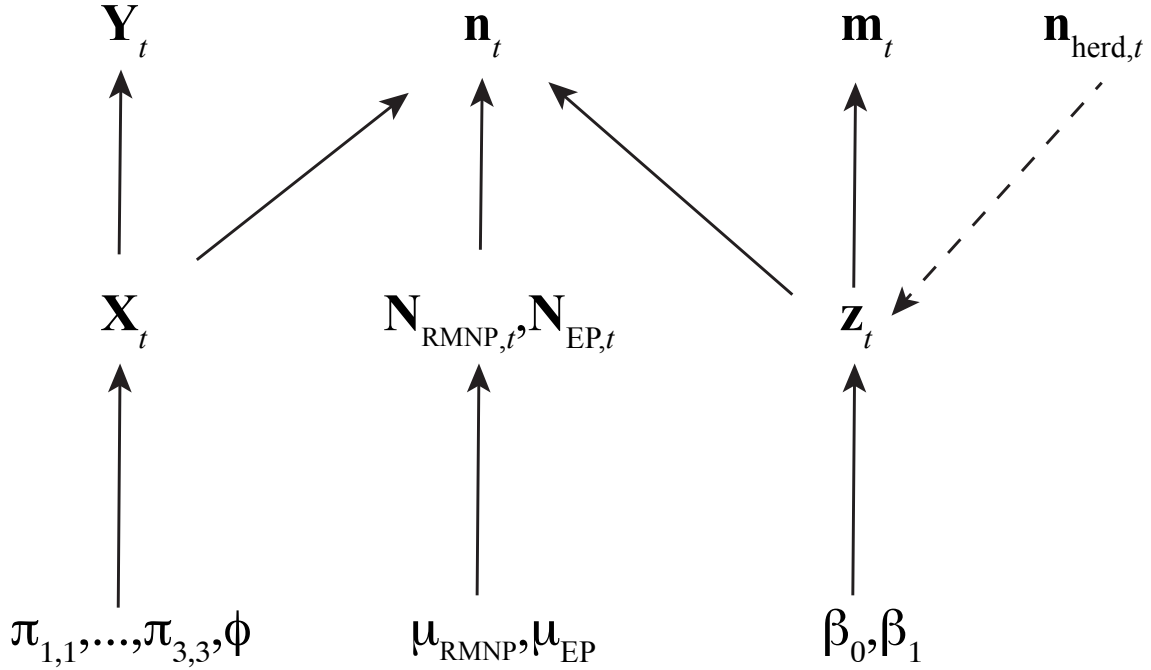 Y_t n_t m_t n_herd,t
X_t N_RMNP,t,N_EP,t z_t
π_1,1,...,π_3,3,ϕ μ_RMNP,μ_EP β_0,β_1